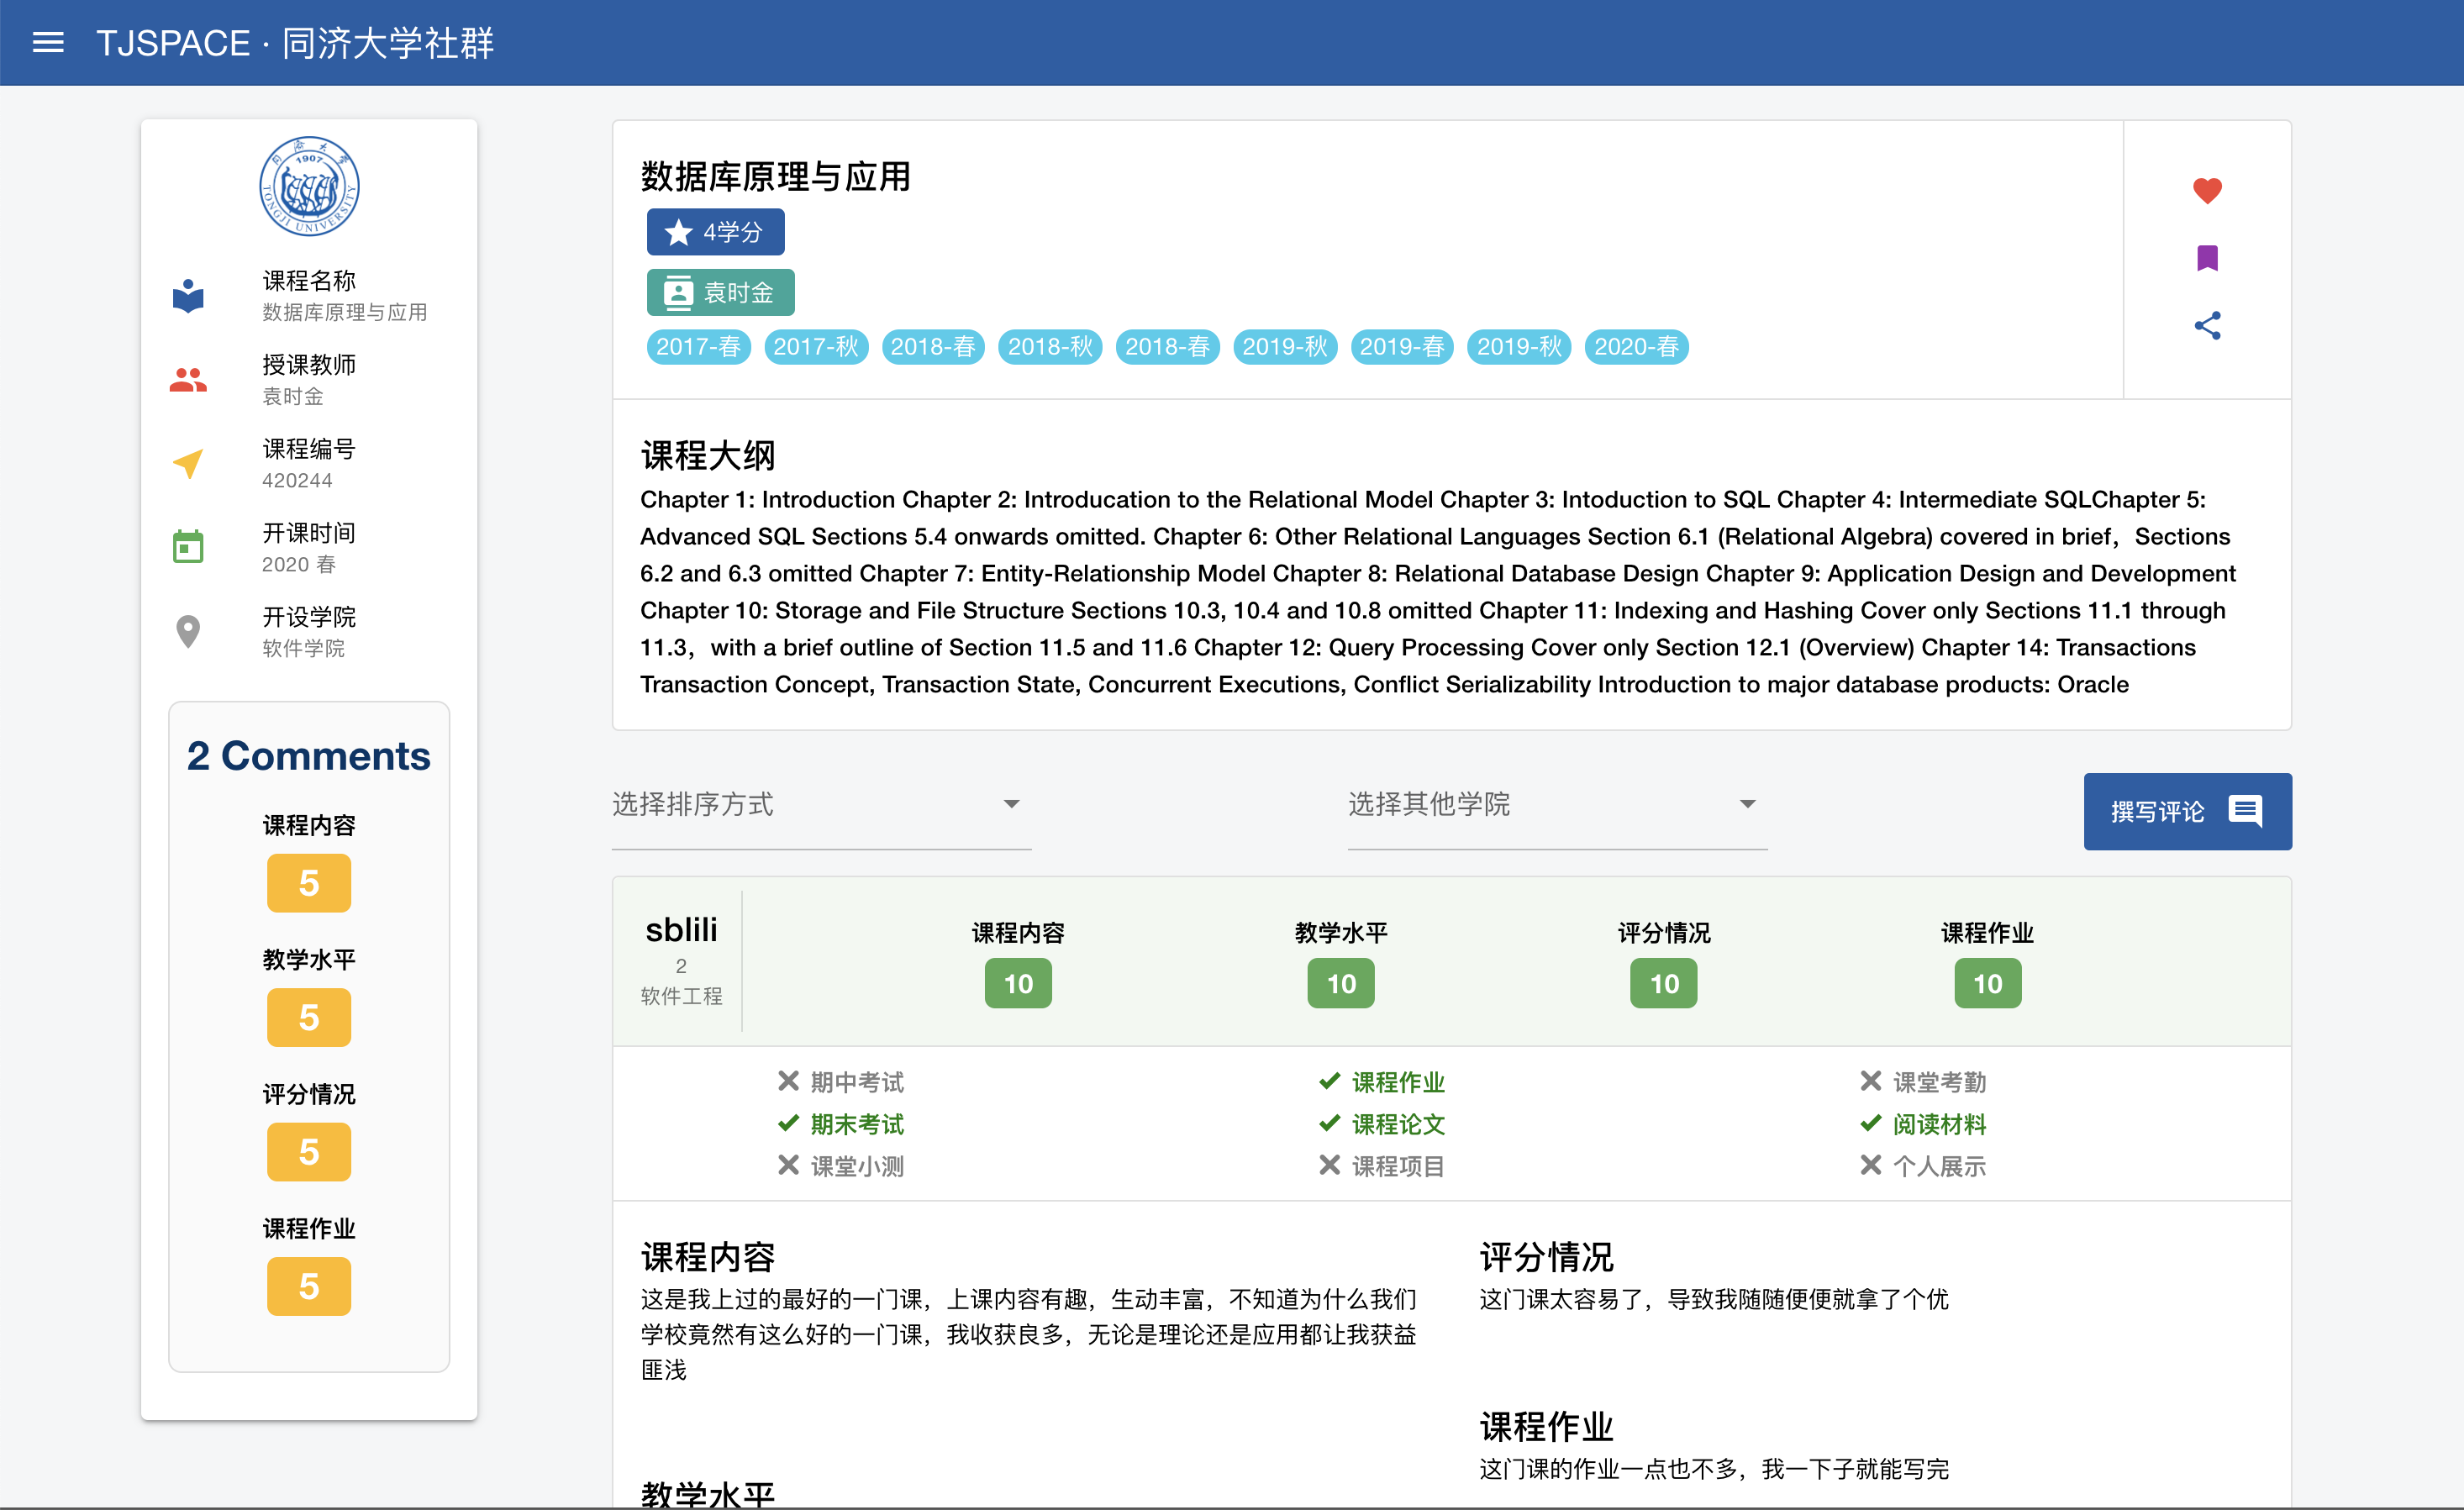 TJSPACE · 同济大学社群
同济大学
1907
TONGJI UNIVERSITY
课程名称
数据库原理与应用
授课教师
袁时金
课程编号
420244
开课时间
2020 春
开设学院
软件学院
2 Comments
课程内容
5
教学水平
5
评分情况
5
课程作业
5
数据库原理与应用
4学分
袁时金
2017-春 2017-秋 2018-春 2018-秋 2018-春 2019-秋 2019-春 2019-秋 2020-春
课程大纲
Chapter 1: Introduction Chapter 2: Introducation to the Relational Model Chapter 3: Intoduction to SQL Chapter 4: Intermediate SQLChapter 5:
Advanced SQL Sections 5.4 onwards omitted. Chapter 6: Other Relational Languages Section 6.1 (Relational Algebra) covered in brief，Sections
6.2 and 6.3 omitted Chapter 7: Entity-Relationship Model Chapter 8: Relational Database Design Chapter 9: Application Design and Development
Chapter 10: Storage and File Structure Sections 10.3, 10.4 and 10.8 omitted Chapter 11: Indexing and Hashing Cover only Sections 11.1 through
11.3，with a brief outline of Section 11.5 and 11.6 Chapter 12: Query Processing Cover only Section 12.1 (Overview) Chapter 14: Transactions
Transaction Concept, Transaction State, Concurrent Executions, Conflict Serializability Introduction to major database products: Oracle
选择排序方式 选择其他学院 撰写评论
sblili
2
软件工程
课程内容 教学水平 评分情况 课程作业
10 10 10 10
期中考试 课程作业 课堂考勤
期末考试 课程论文 阅读材料
课堂小测 课程项目 个人展示
课程内容
这是我上过的最好的一门课，上课内容有趣，生动丰富，不知道为什么我们
学校竟然有这么好的一门课，我收获良多，无论是理论还是应用都让我获益
匪浅
教学水平
评分情况
这门课太容易了，导致我随随便便就拿了个优
课程作业
这门课的作业一点也不多，我一下子就能写完